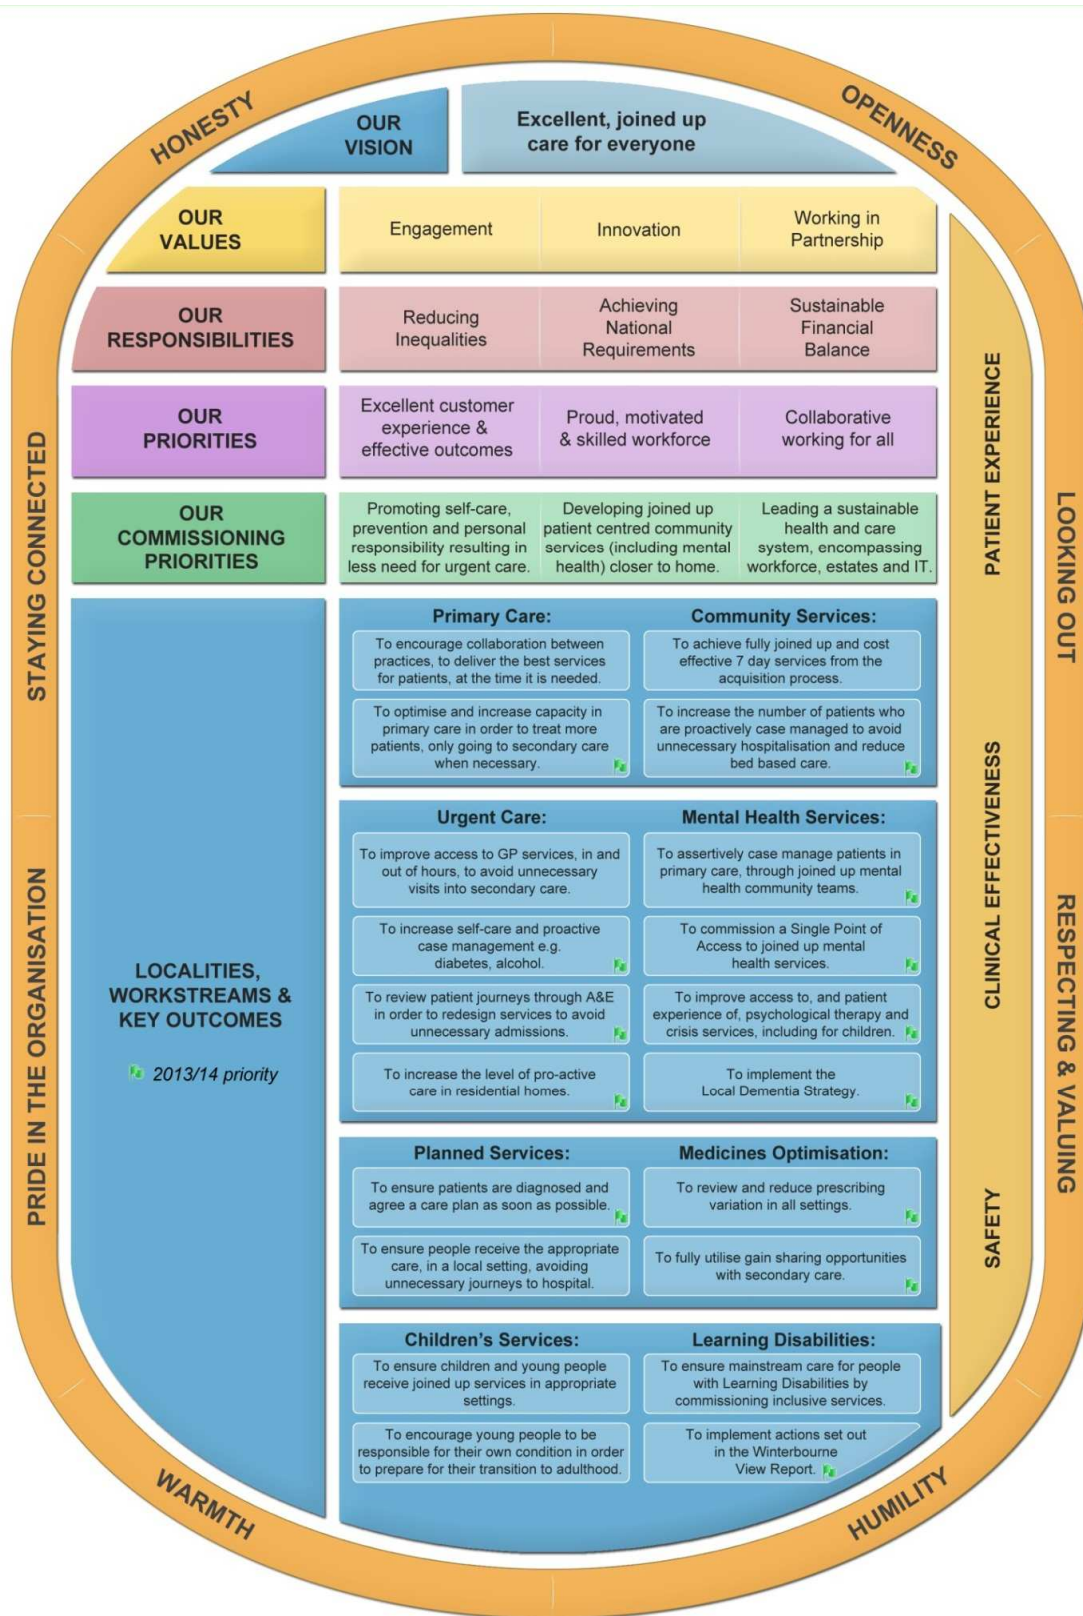 HONESTY
OPENNESS
STAYING CONNECTED
LOOKING OUT
PRIDE IN THE ORGANISATION
RESPECTING & VALUING
WARMTH
HUMILITY
OUR
VISION
Excellent, joined up
care for everyone
OUR
VALUES
Engagement
Innovation
Working in
Partnership
OUR
RESPONSIBILITIES
Reducing
Inequalities
Achieving
National
Requirements
Sustainable
Financial
Balance
OUR
PRIORITIES
Excellent customer
experience &
effective outcomes
Proud, motivated
& skilled workforce
Collaborative
working for all
OUR
COMMISSIONING
PRIORITIES
Promoting self-care,
prevention and personal
responsibility resulting in
less need for urgent care.
Developing joined up
patient centred community
services (including mental
health) closer to home.
Leading a sustainable
health and care
system, encompassing
workforce, estates and IT.
PATIENT EXPERIENCE
CLINICAL EFFECTIVENESS
SAFETY
LOCALITIES,
WORKSTREAMS &
KEY OUTCOMES
2013/14 priority
Primary Care:
To encourage collaboration between
practices, to deliver the best services
for patients, at the time it is needed.
To optimise and increase capacity in
primary care in order to treat more
patients, only going to secondary care
when necessary.
Community Services:
To achieve fully joined up and cost
effective 7 day services from the
acquisition process.
To increase the number of patients who
are proactively case managed to avoid
unnecessary hospitalisation and reduce
bed based care.
Urgent Care:
To improve access to GP services, in and
out of hours, to avoid unnecessary
visits into secondary care.
To increase self-care and proactive
case management e.g.
diabetes, alcohol.
To review patient journeys through A&E
in order to redesign services to avoid
unnecessary admissions.
To increase the level of pro-active
care in residential homes.
Mental Health Services:
To assertively case manage patients in
primary care, through joined up mental
health community teams.
To commission a Single Point of
Access to joined up mental
health services.
To improve access to, and patient
experience of, psychological therapy and
crisis services, including for children.
To implement the
Local Dementia Strategy.
Planned Services:
To ensure patients are diagnosed and
agree a care plan as soon as possible.
To ensure people receive the appropriate
care, in a local setting, avoiding
unnecessary journeys to hospital.
Medicines Optimisation:
To review and reduce prescribing
variation in all settings.
To fully utilise gain sharing opportunities
with secondary care.
Children's Services:
To ensure children and young people
receive joined up services in appropriate
settings.
To encourage young people to be
responsible for their own condition in order
to prepare for their transition to adulthood.
Learning Disabilities:
To ensure mainstream care for people
with Learning Disabilities by
commissioning inclusive services.
To implement actions set out
in the Winterbourne
View Report.